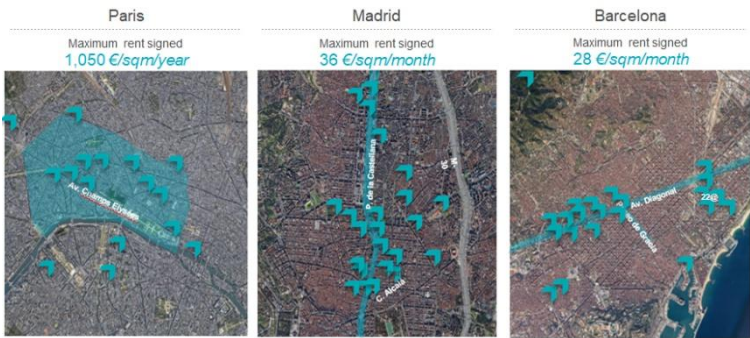 Paris
Maximum rent signed
1,050 €/sqm/year
Av. Champs Elysées
Madrid
Maximum rent signed
36 €/sqm/month
P. de la Castellana
M 30
C. Alcalá
Barcelona
Maximum rent signed
28 €/sqm/month
Av. Diagonal
de Gracia
22@